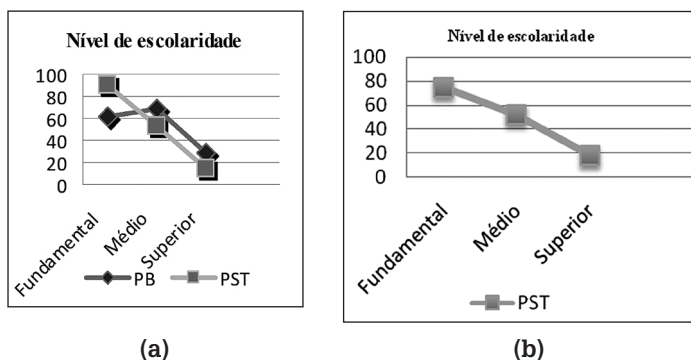 Nível de escolaridade
100
80
60
40
20
0
Fundamental
Médio
Superior
PB
PST
(a)
Nível de escolaridade
100
80
60
40
20
0
Fundamental
Médio
Superior
PST
(b)